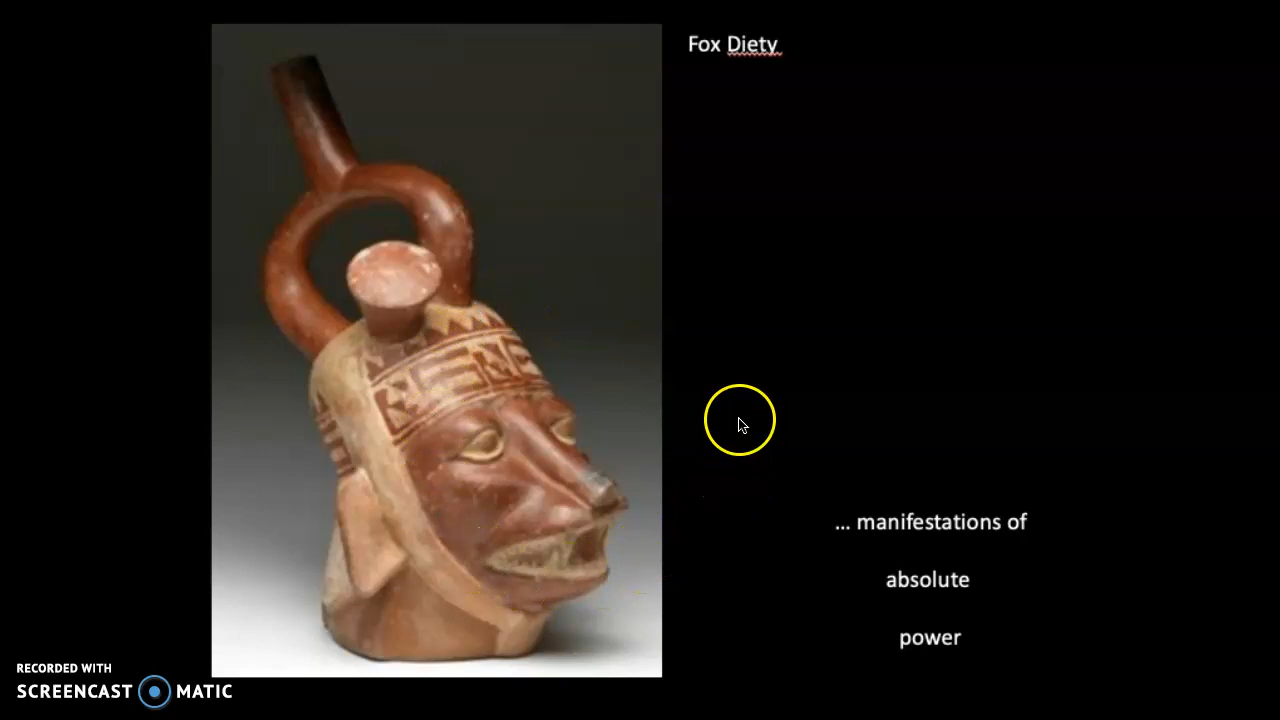 Fox Diety
... manifestations of
absolute
power
RECORDED WITH
SCREENCAST MATIC